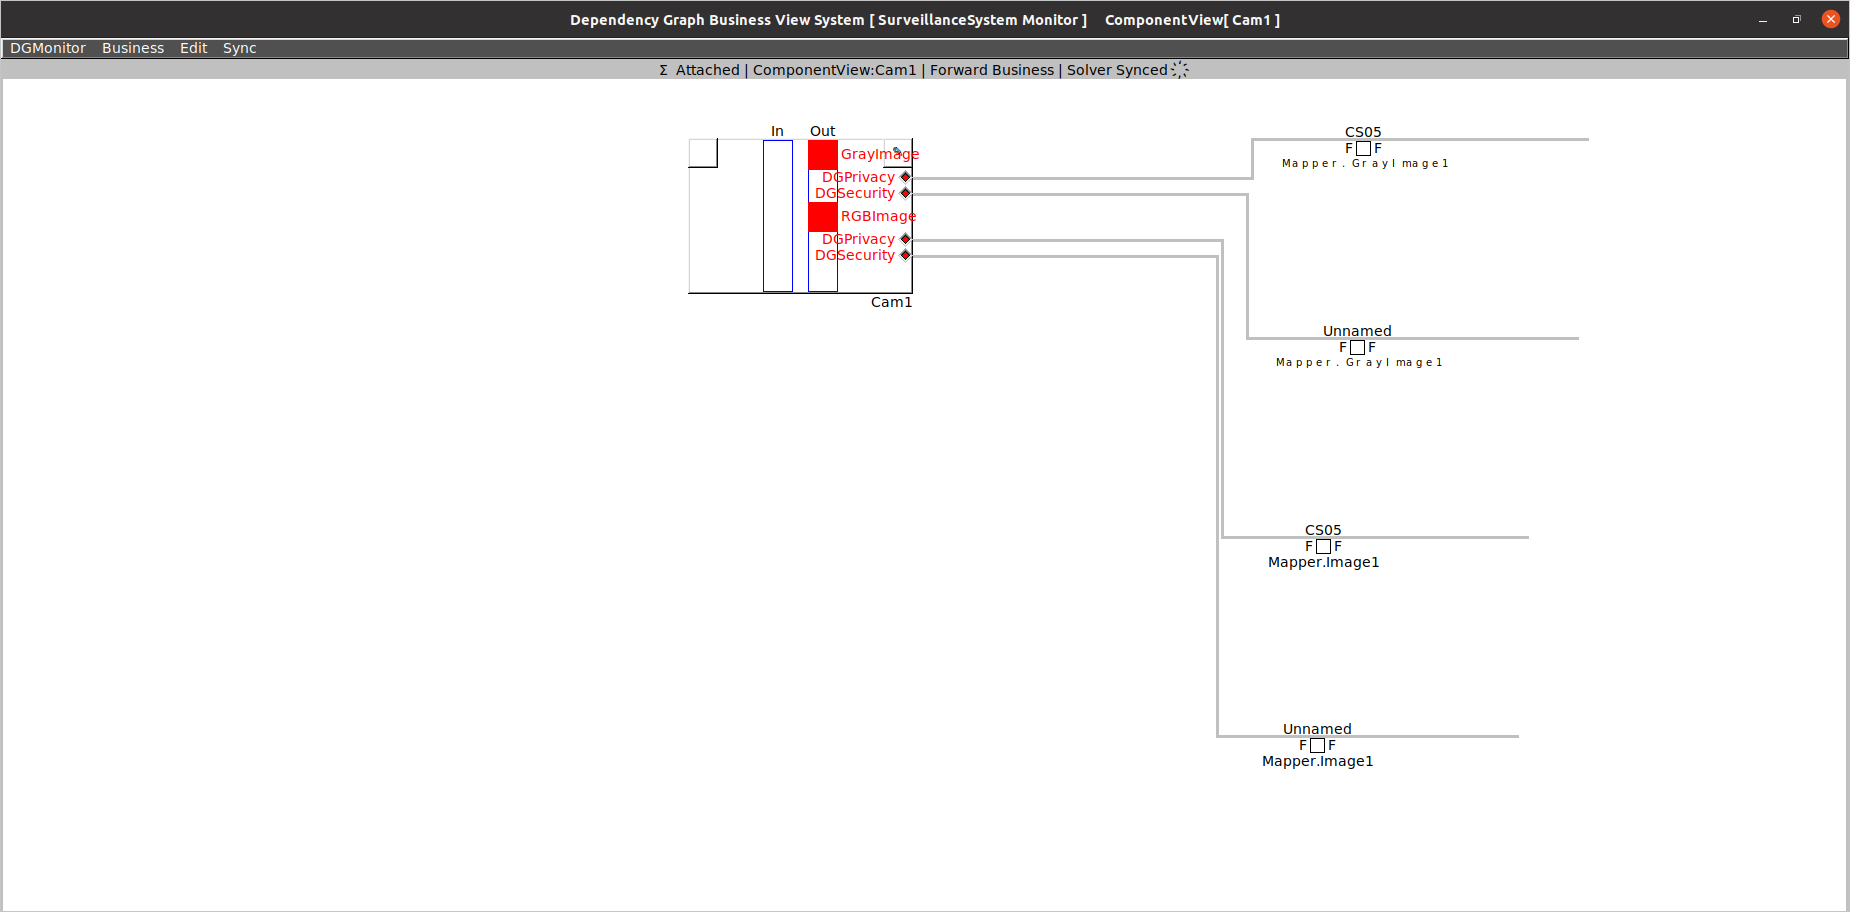 Dependency Graph Business View System [ SurveillanceSystem Monitor ]     ComponentView[ Cam1 ]
DGMonitor Business Edit Sync
Σ Attached | ComponentView:Cam1 | Forward Business | Solver Synced
In Out
GrayImage
DGPrivacy
DGSecurity
RGBImage
DGPrivacy
DGSecurity
Cam1
CS05
F F
Mapper.GrayImage1
Unnamed
F F
Mapper.GrayImage1
CS05
F F
Mapper.Image1
Unnamed
F F
Mapper.Image1